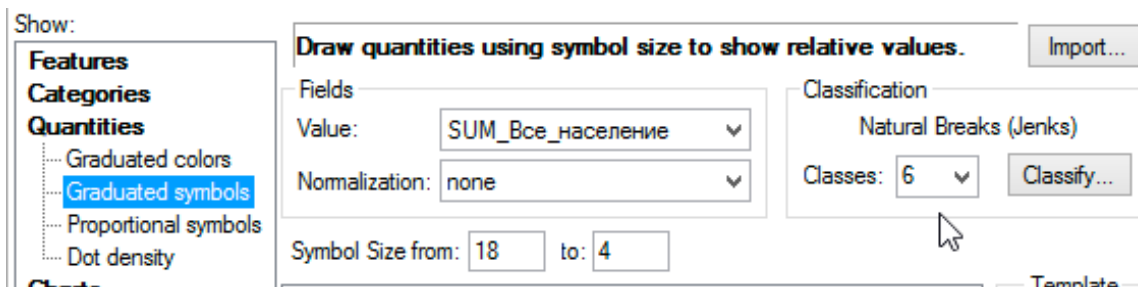 Show:
Features
Categories
Quantities
Graduated colors
Graduated symbols
Proportional symbols
Dot density
Charts
Draw quantities using symbol size to show relative values.
Import...
Fields
Value: SUM_Все_население
Normalization: none
Classification
Natural Breaks (Jenks)
Classes: 6 Classify...
Symbol Size from: 18 to: 4
Template